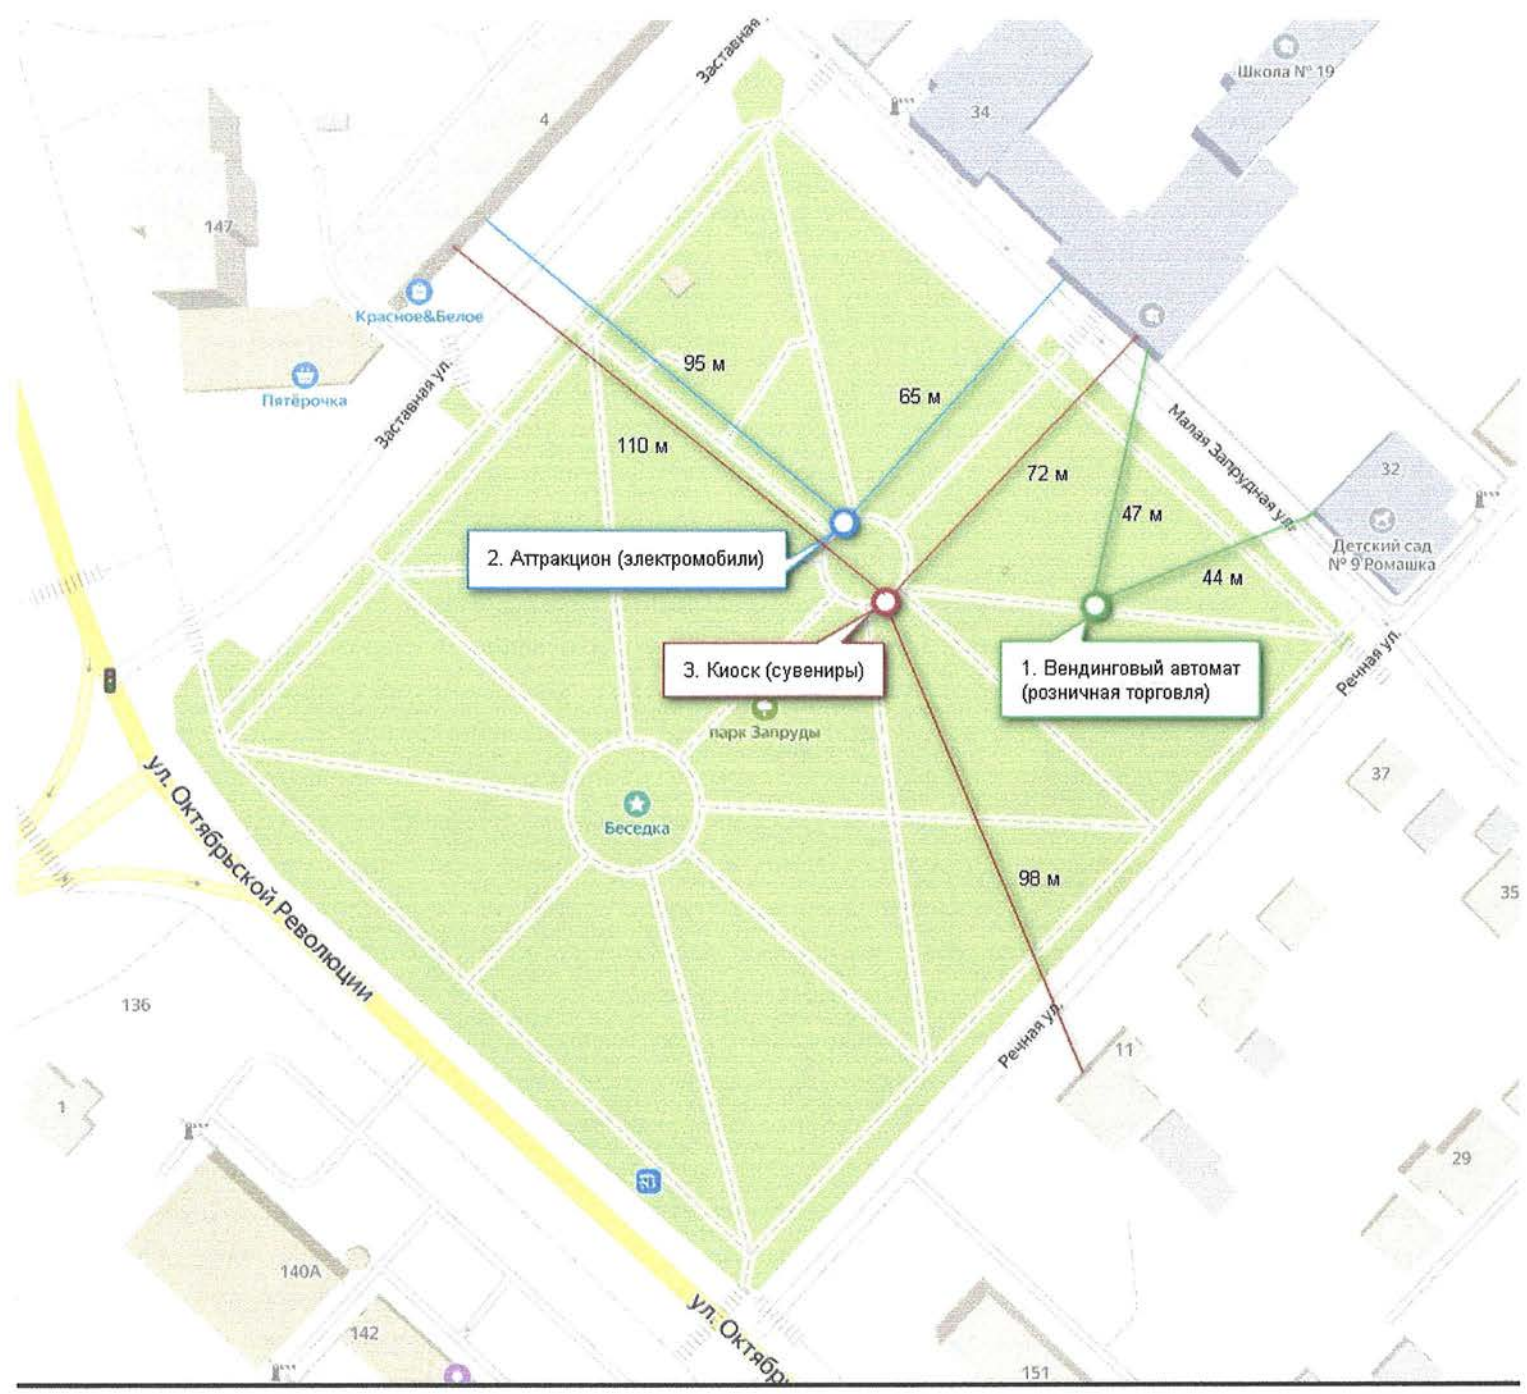 Заставная
Школа № 19
34
4
147
Красное&Белое
Пятёрочка
Заставная ул.
95 м
65 м
110 м
72 м
Малая Запрудная ул.
32
47 м
Детский сад
№ 9 Ромашка
44 м
2. Аттракцион (электромобили)
3. Киоск (сувениры)
1. Вендинговый автомат
(розничная торговля)
Речная ул.
парк Запруды
37
Беседка
ул. Октябрьской Революции
98 м
35
136
Речная ул.
11
1
29
140А
142
151
ул. Октябр